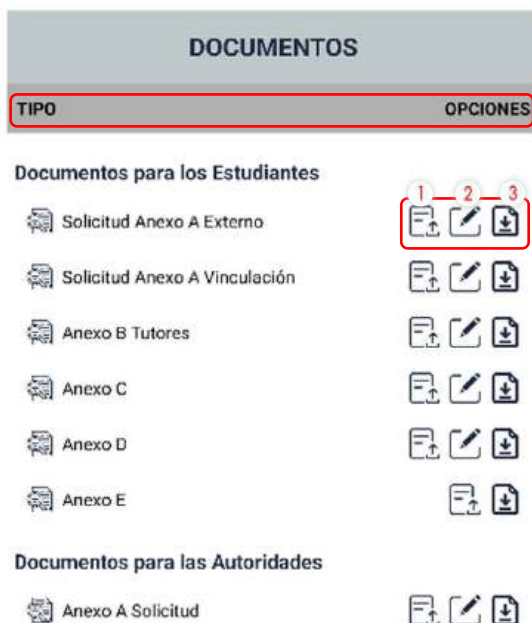 DOCUMENTOS
TIPO OPCIONES
Documentos para los Estudiantes
1 2 3
Solicitud Anexo A Externo
Solicitud Anexo A Vinculación
Anexo B Tutores
Anexo C
Anexo D
Anexo E
Documentos para las Autoridades
Anexo A Solicitud